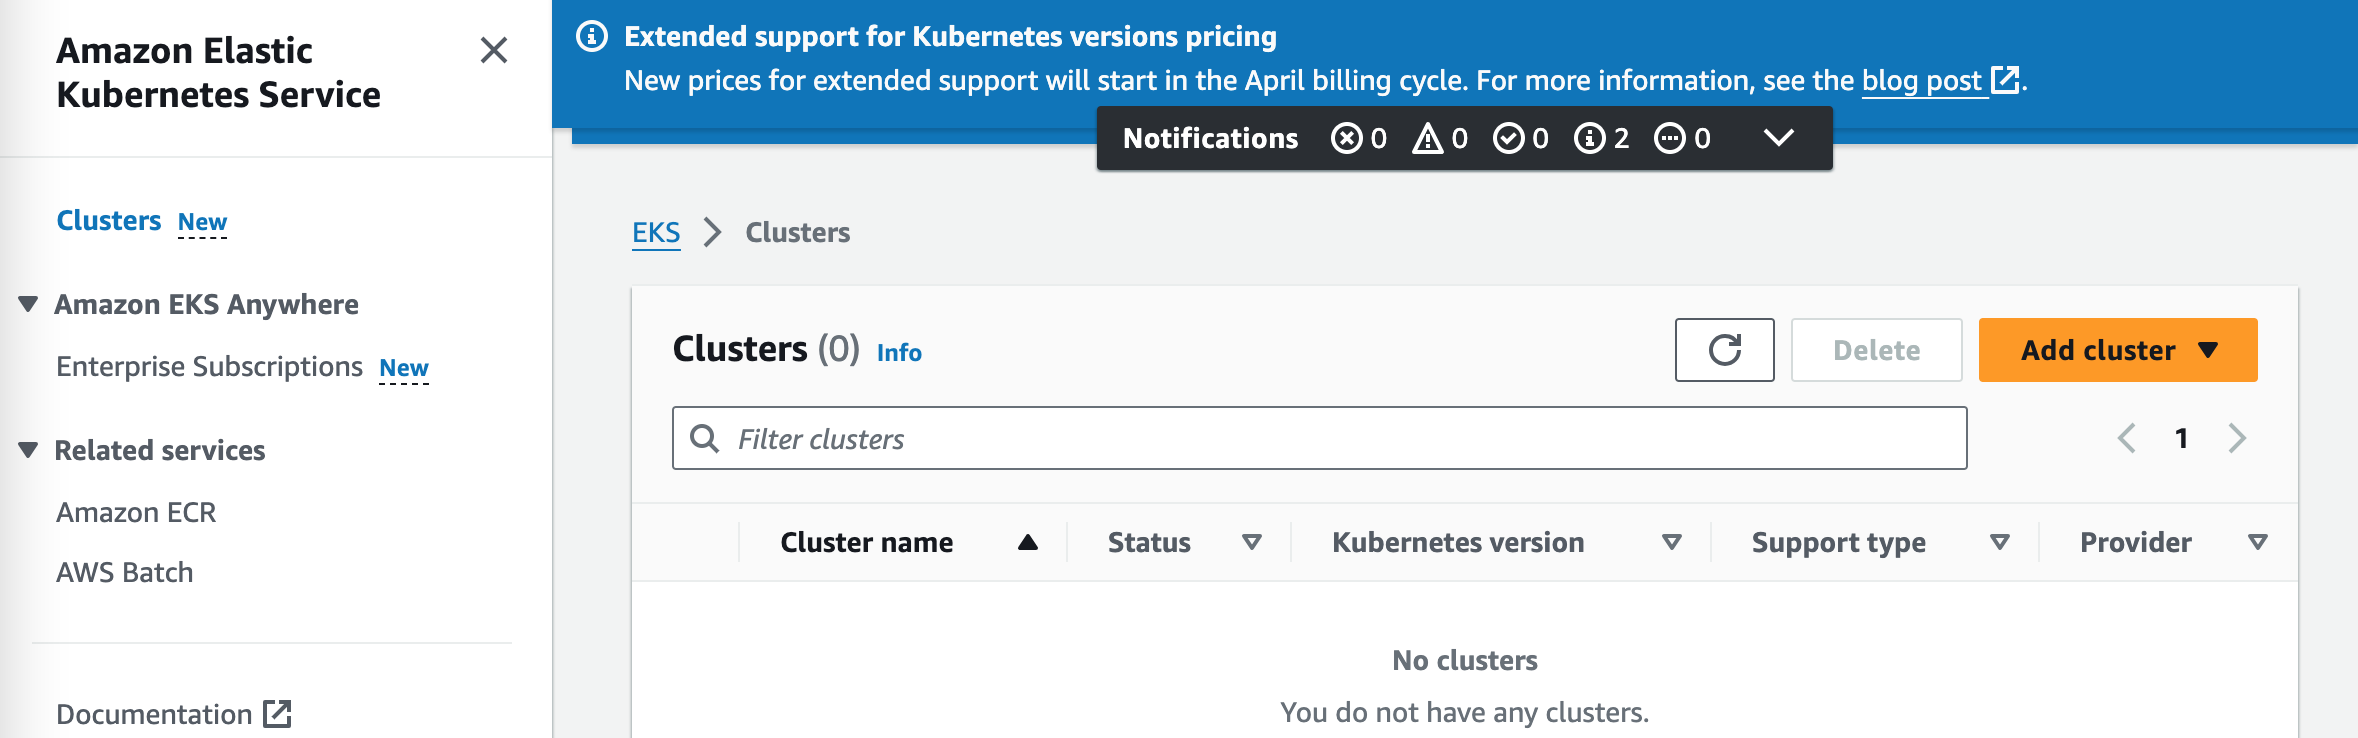 Amazon Elastic
Kubernetes Service
Clusters New
Amazon EKS Anywhere
Enterprise Subscriptions New
Related services
Amazon ECR
AWS Batch
Documentation
Extended support for Kubernetes versions pricing
New prices for extended support will start in the April billing cycle. For more information, see the blog post.
Notifications 0 0 0 2 0
EKS Clusters
Clusters (0) Info
Delete
Add cluster
Filter clusters
1
Cluster name Status Kubernetes version Support type Provider
No clusters
You do not have any clusters.